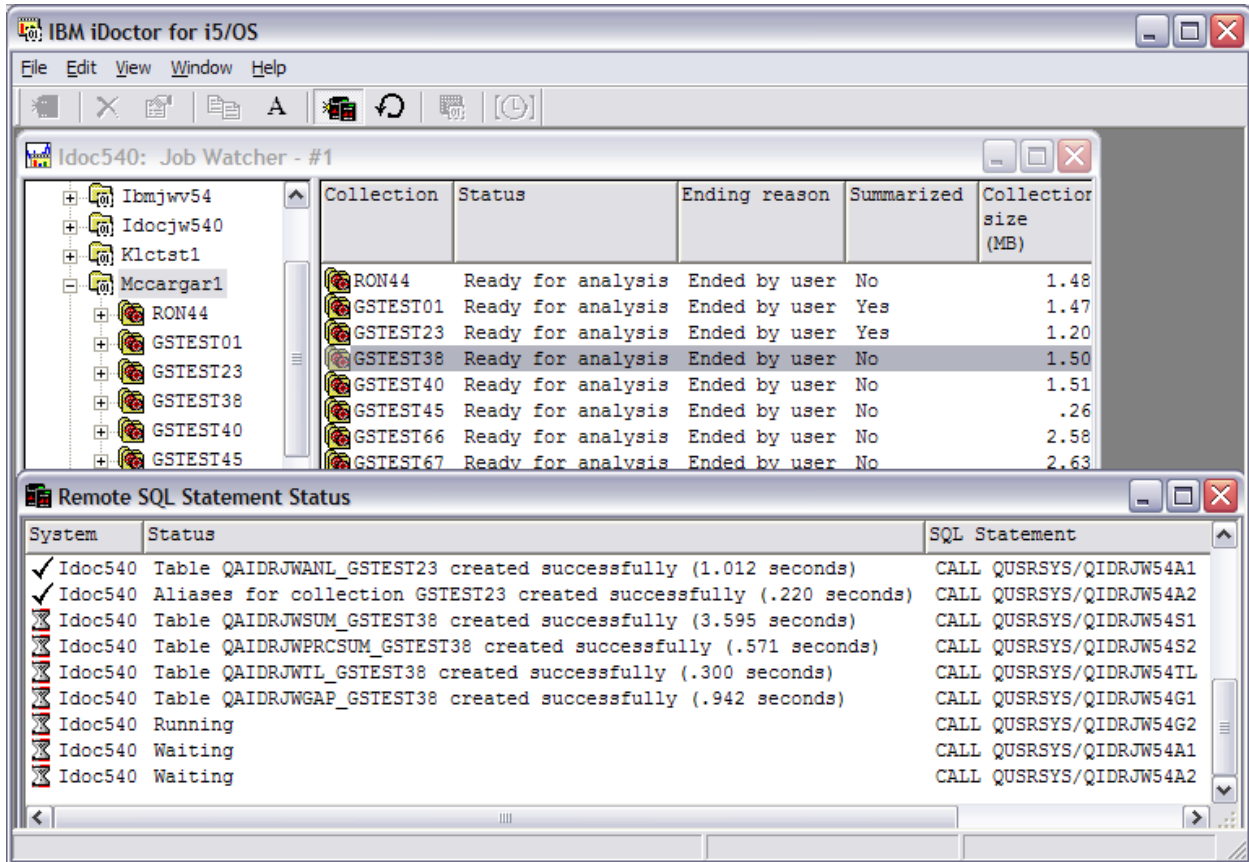 IBM iDoctor for i5/OS
File Edit View Window Help
A
Idoc540: Job Watcher - #1
Ibmjwv54
Idocjw540
Klctst1
Mccargar1
RON44
GSTEST01
GSTEST23
GSTEST38
GSTEST40
GSTEST45
Collection Status Ending reason Summarized Collection
size
(MB)
RON44 Ready for analysis Ended by user No 1.48
GSTEST01 Ready for analysis Ended by user Yes 1.47
GSTEST23 Ready for analysis Ended by user Yes 1.20
GSTEST38 Ready for analysis Ended by user No 1.50
GSTEST40 Ready for analysis Ended by user No 1.51
GSTEST45 Ready for analysis Ended by user No .26
GSTEST66 Ready for analysis Ended by user No 2.58
GSTEST67 Ready for analysis Ended by user No 2.63
Remote SQL Statement Status
System Status SQL Statement
Idoc540 Table QAIDRJWANL_GSTEST23 created successfully (1.012 seconds) CALL QUSRSYS/QIDRJW54A1
Idoc540 Aliases for collection GSTEST23 created successfully (.220 seconds) CALL QUSRSYS/QIDRJW54A2
Idoc540 Table QAIDRJWSUM_GSTEST38 created successfully (3.595 seconds) CALL QUSRSYS/QIDRJW54S1
Idoc540 Table QAIDRJWPRCSUM_GSTEST38 created successfully (.571 seconds) CALL QUSRSYS/QIDRJW54S2
Idoc540 Table QAIDRJWTL_GSTEST38 created successfully (.300 seconds) CALL QUSRSYS/QIDRJW54TL
Idoc540 Table QAIDRJWGAP_GSTEST38 created successfully (.942 seconds) CALL QUSRSYS/QIDRJW54G1
Idoc540 Running CALL QUSRSYS/QIDRJW54G2
Idoc540 Waiting CALL QUSRSYS/QIDRJW54A1
Idoc540 Waiting CALL QUSRSYS/QIDRJW54A2